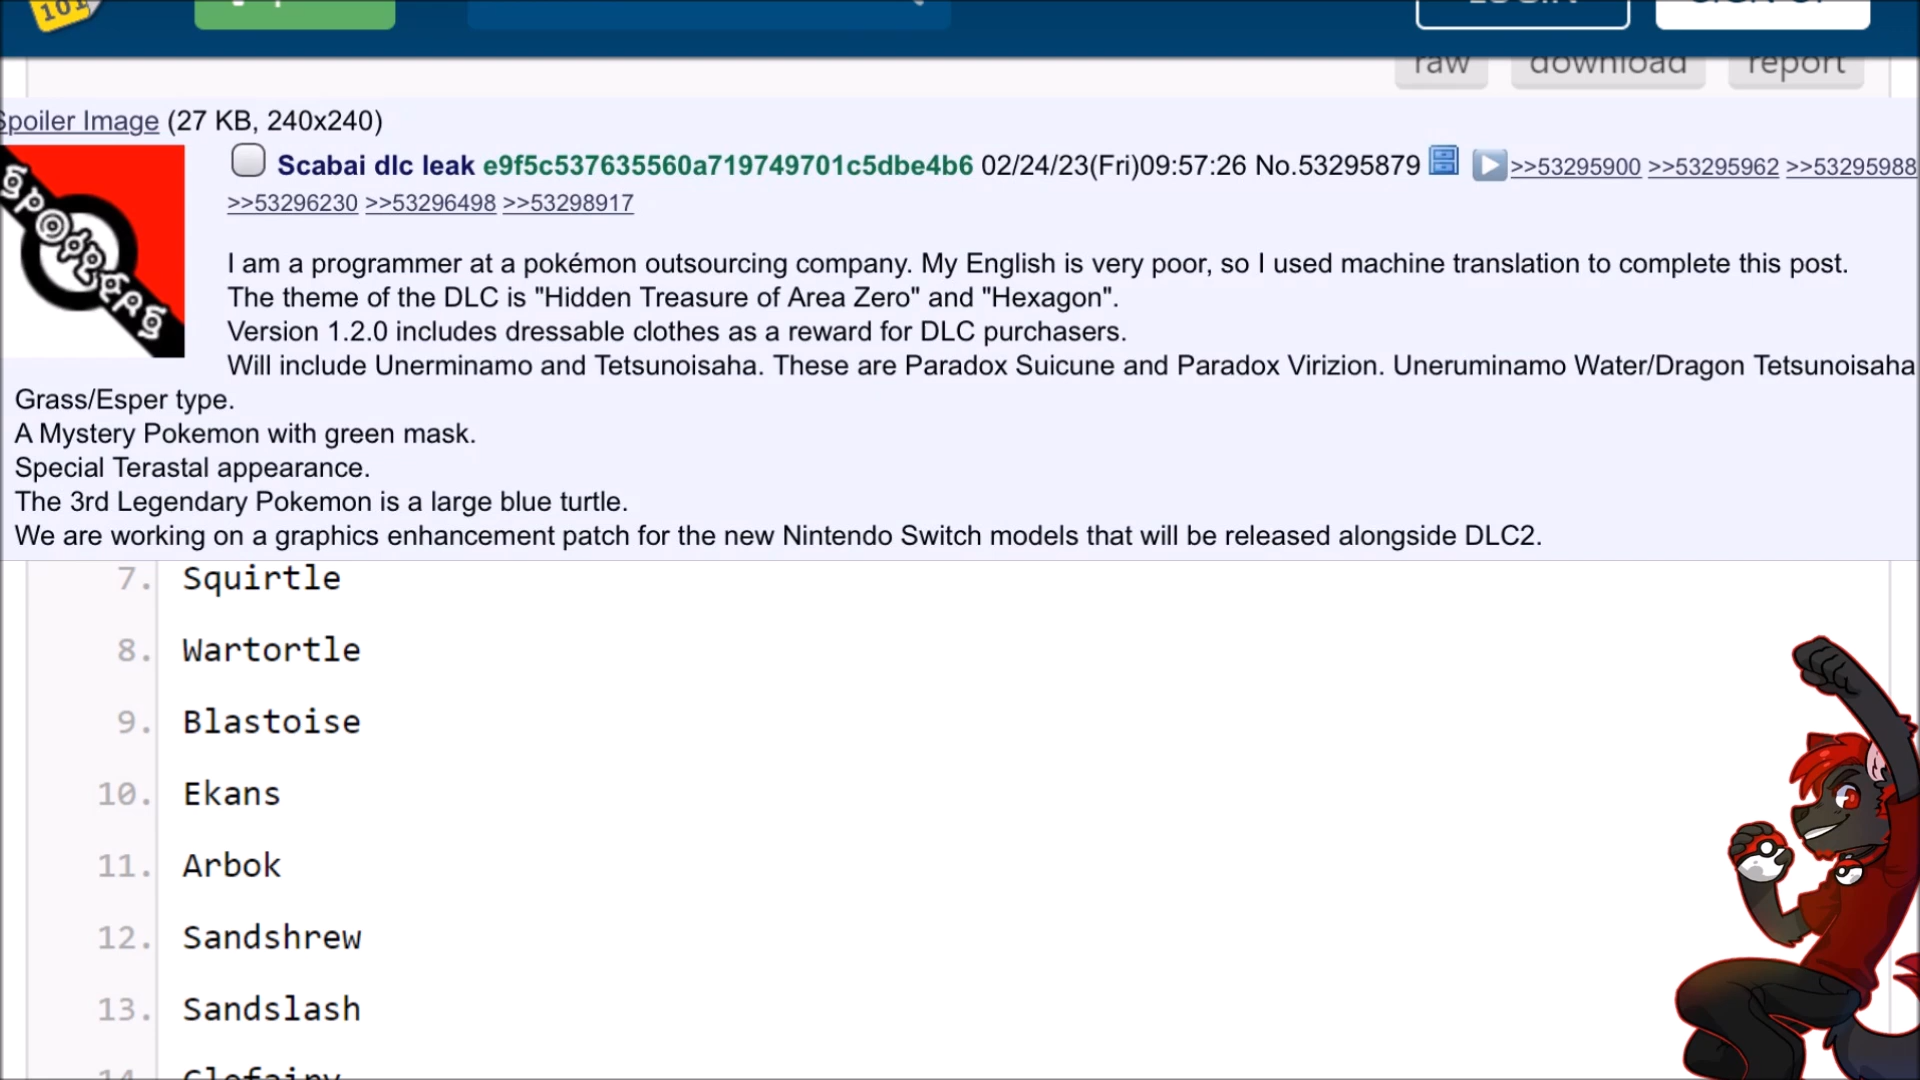 101
LOGIN SIGN UP
raw download report
Spoiler Image (27 KB, 240x240)
Scabai dlc leak e9f5c537635560a719749701c5dbe4b6 02/24/23(Fri)09:57:26 No.53295879 >>53295900 >>53295962 >>53295988
>>53296230 >>53296498 >>53298917
I am a programmer at a pokémon outsourcing company. My English is very poor, so I used machine translation to complete this post.
The theme of the DLC is "Hidden Treasure of Area Zero" and "Hexagon".
Version 1.2.0 includes dressable clothes as a reward for DLC purchasers.
Will include Unerminamo and Tetsunoisaha. These are Paradox Suicune and Paradox Virizion. Uneruminamo Water/Dragon Tetsunoisaha
Grass/Esper type.
A Mystery Pokemon with green mask.
Special Terastal appearance.
The 3rd Legendary Pokemon is a large blue turtle.
We are working on a graphics enhancement patch for the new Nintendo Switch models that will be released alongside DLC2.
7. Squirtle
8. Wartortle
9. Blastoise
10. Ekans
11. Arbok
12. Sandshrew
13. Sandslash
14. Clefairy